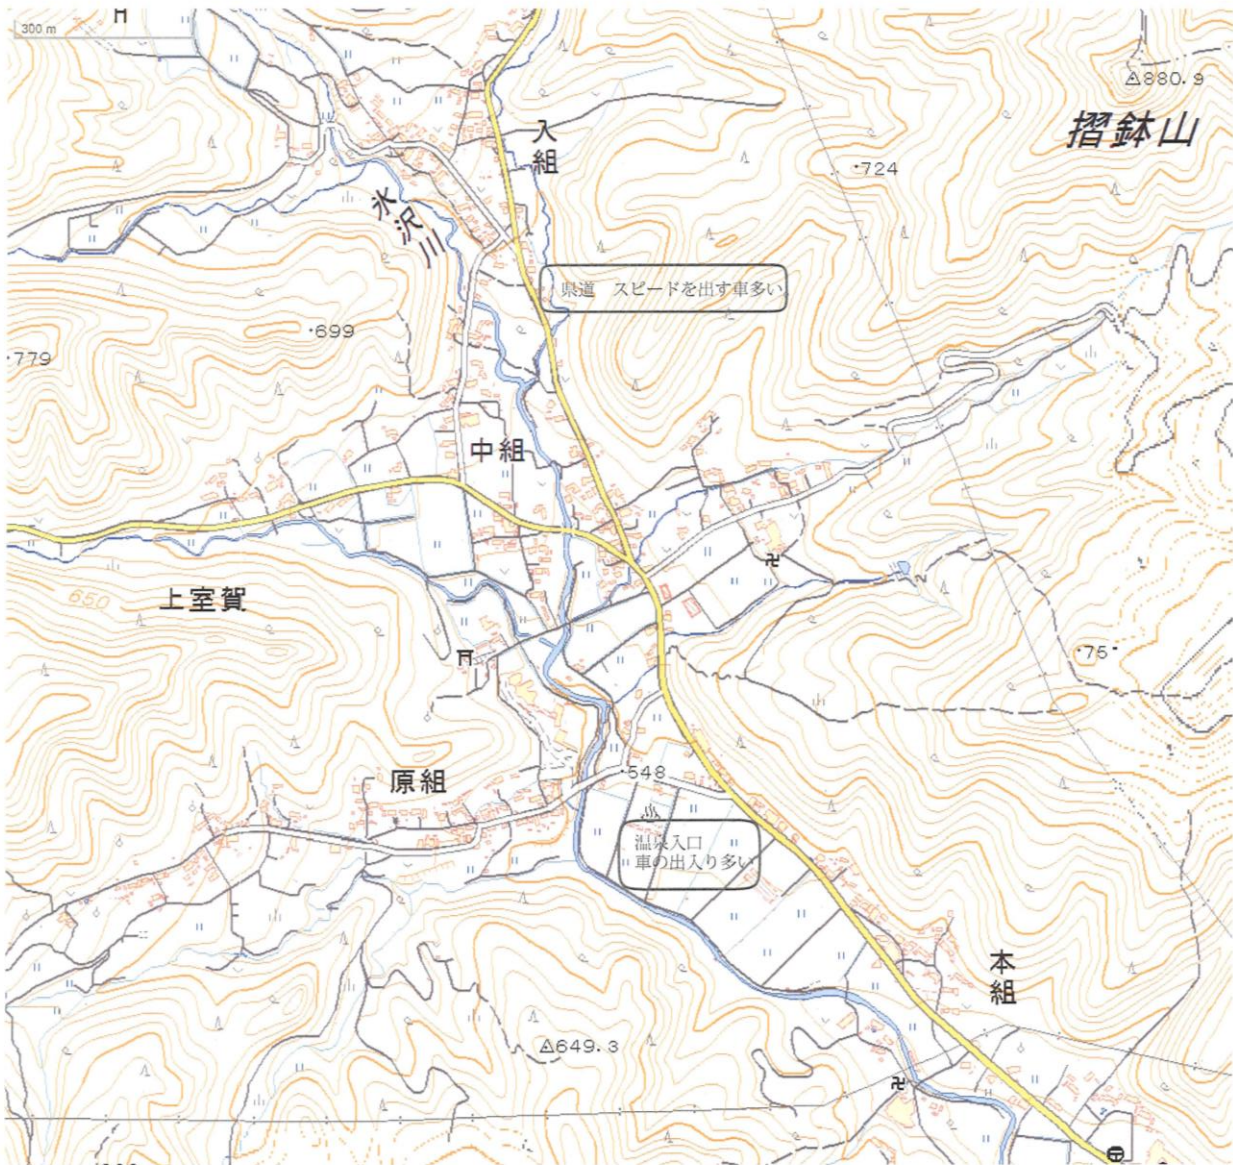 300 m
880.9
摺鉢山
入組
724
氷沢川
県道　スピードを出す車多い
699
779
中組
上室賀
650
75
原組
548
温泉入口
車の出入り多い
本組
649.3